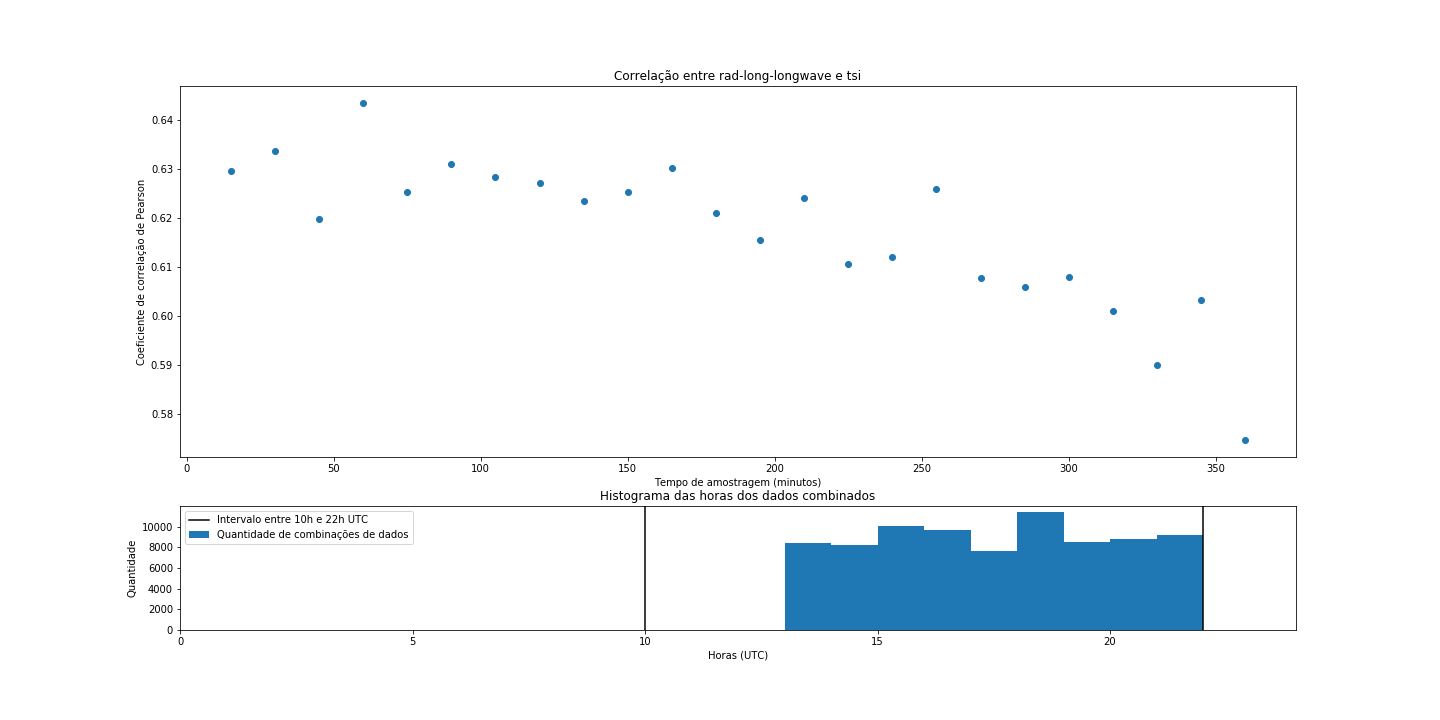 Correlação entre rad-long-longwave e tsi
Coeficiente de correlação de Pearson
0.64
0.63
0.62
0.61
0.60
0.59
0.58
0 50 100 150 200 250 300 350
Tempo de amostragem (minutos)
Histograma das horas dos dados combinados
Intervalo entre 10h e 22h UTC
Quantidade de combinações de dados
Quantidade
10000
8000
6000
4000
2000
0
0 5 10 15 20
Horas (UTC)